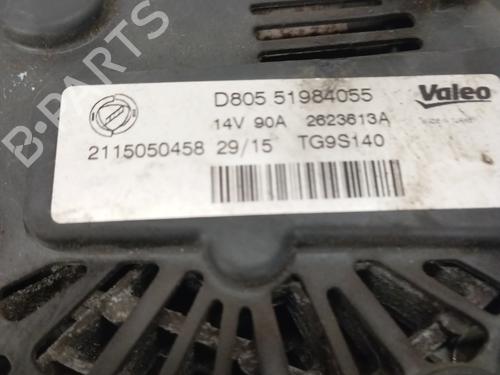 B-PARTS
D805 51984055
Valeo
14V 90A 2623613A
2115050458 29/15 TG9S140